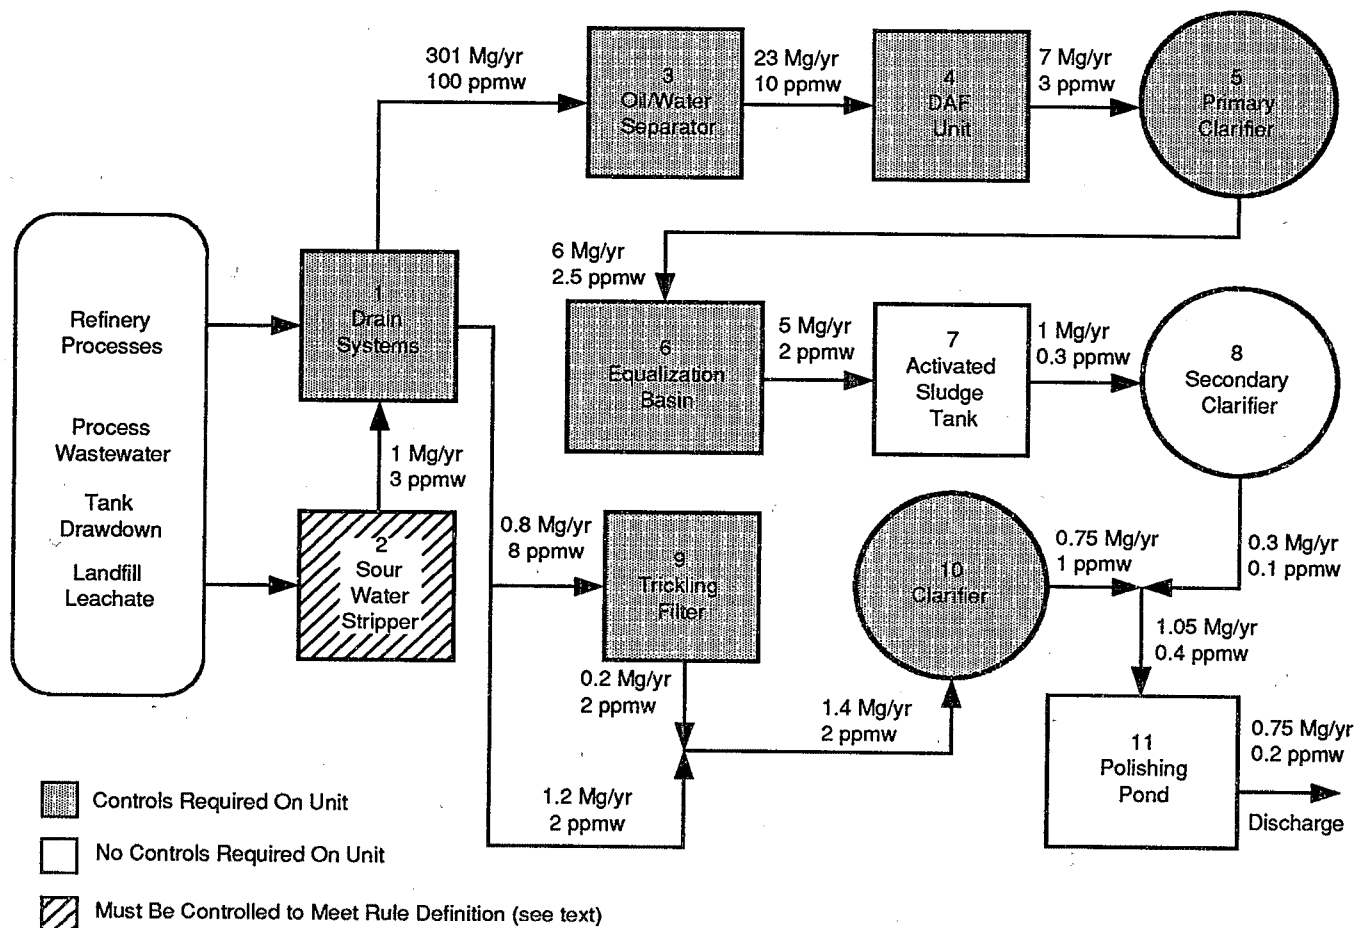 301 Mg/yr
100 ppmw
3
Oil/Water
Separator
23 Mg/yr
10 ppmw
4
DAF
Unit
7 Mg/yr
3 ppmw
5
Primary
Clarifier
Refinery
Processes
Process
Wastewater
Tank
Drawdown
Landfill
Leachate
1
Drain
Systems
1 Mg/yr
3 ppmw
2
Sour
Water
Stripper
6 Mg/yr
2.5 ppmw
6
Equalization
Basin
5 Mg/yr
2 ppmw
7
Activated
Sludge
Tank
1 Mg/yr
0.3 ppmw
8
Secondary
Clarifier
0.8 Mg/yr
8 ppmw
9
Trickling
Filter
0.2 Mg/yr
2 ppmw
1.2 Mg/yr
2 ppmw
1.4 Mg/yr
2 ppmw
10
Clarifier
0.75 Mg/yr
1 ppmw
0.3 Mg/yr
0.1 ppmw
1.05 Mg/yr
0.4 ppmw
11
Polishing
Pond
0.75 Mg/yr
0.2 ppmw
Discharge
Controls Required On Unit
No Controls Required On Unit
Must Be Controlled to Meet Rule Definition (see text)